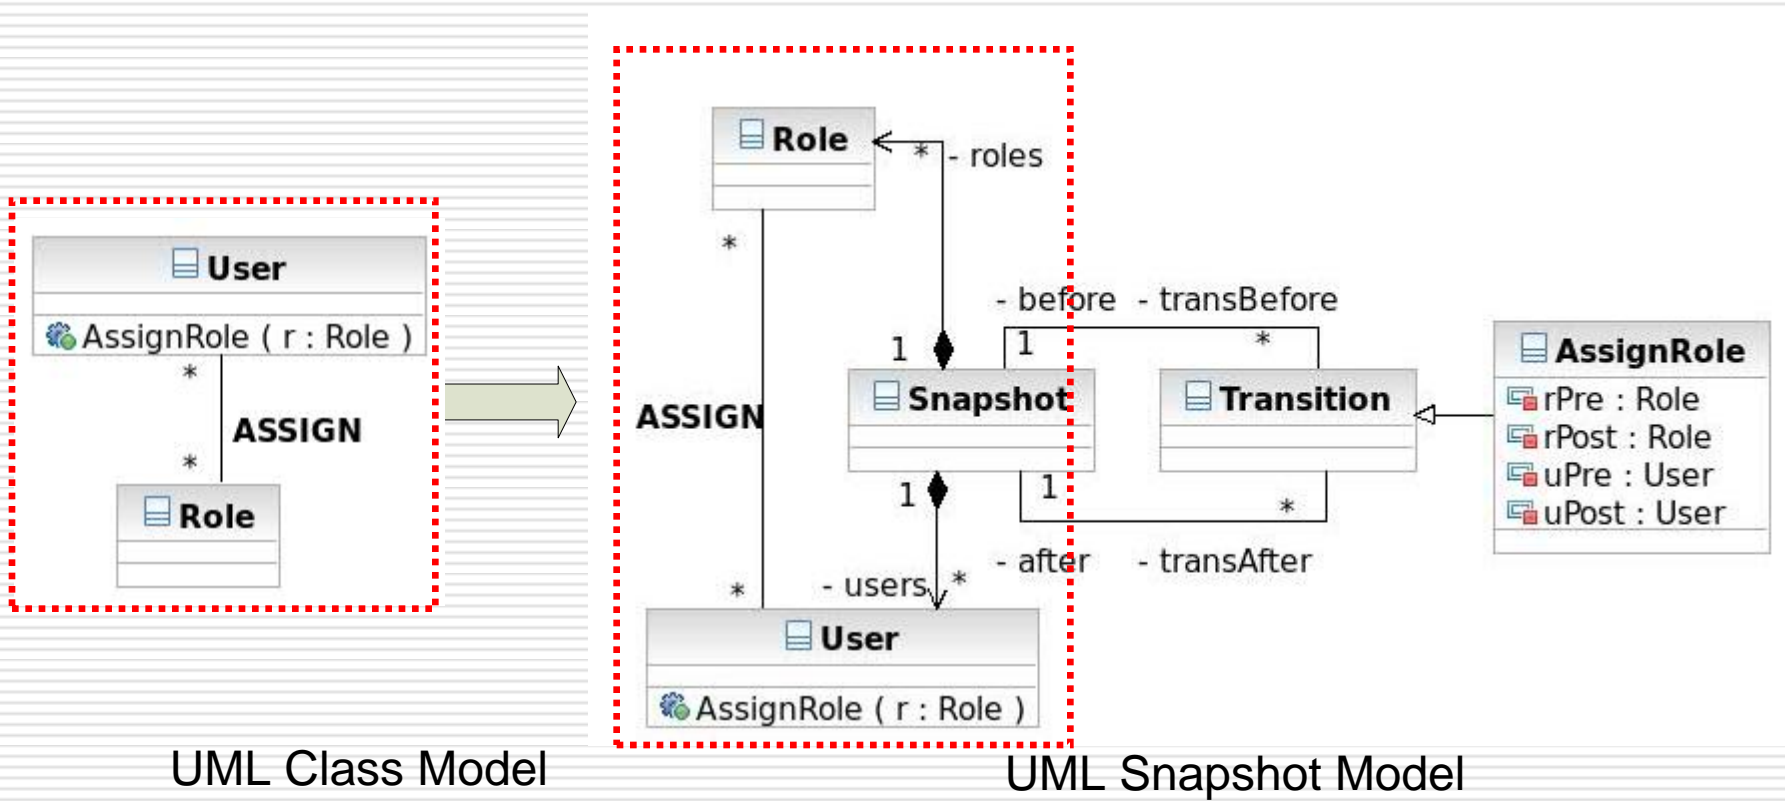 User
AssignRole ( r : Role )
*
ASSIGN
*
Role
UML Class Model
Role
* - roles
*
- before - transBefore
1 1 *
Snapshot
Transition
AssignRole
rPre : Role
rPost : Role
uPre : User
uPost : User
ASSIGN
1 1 *
- after - transAfter
* - users *
User
AssignRole ( r : Role )
UML Snapshot Model